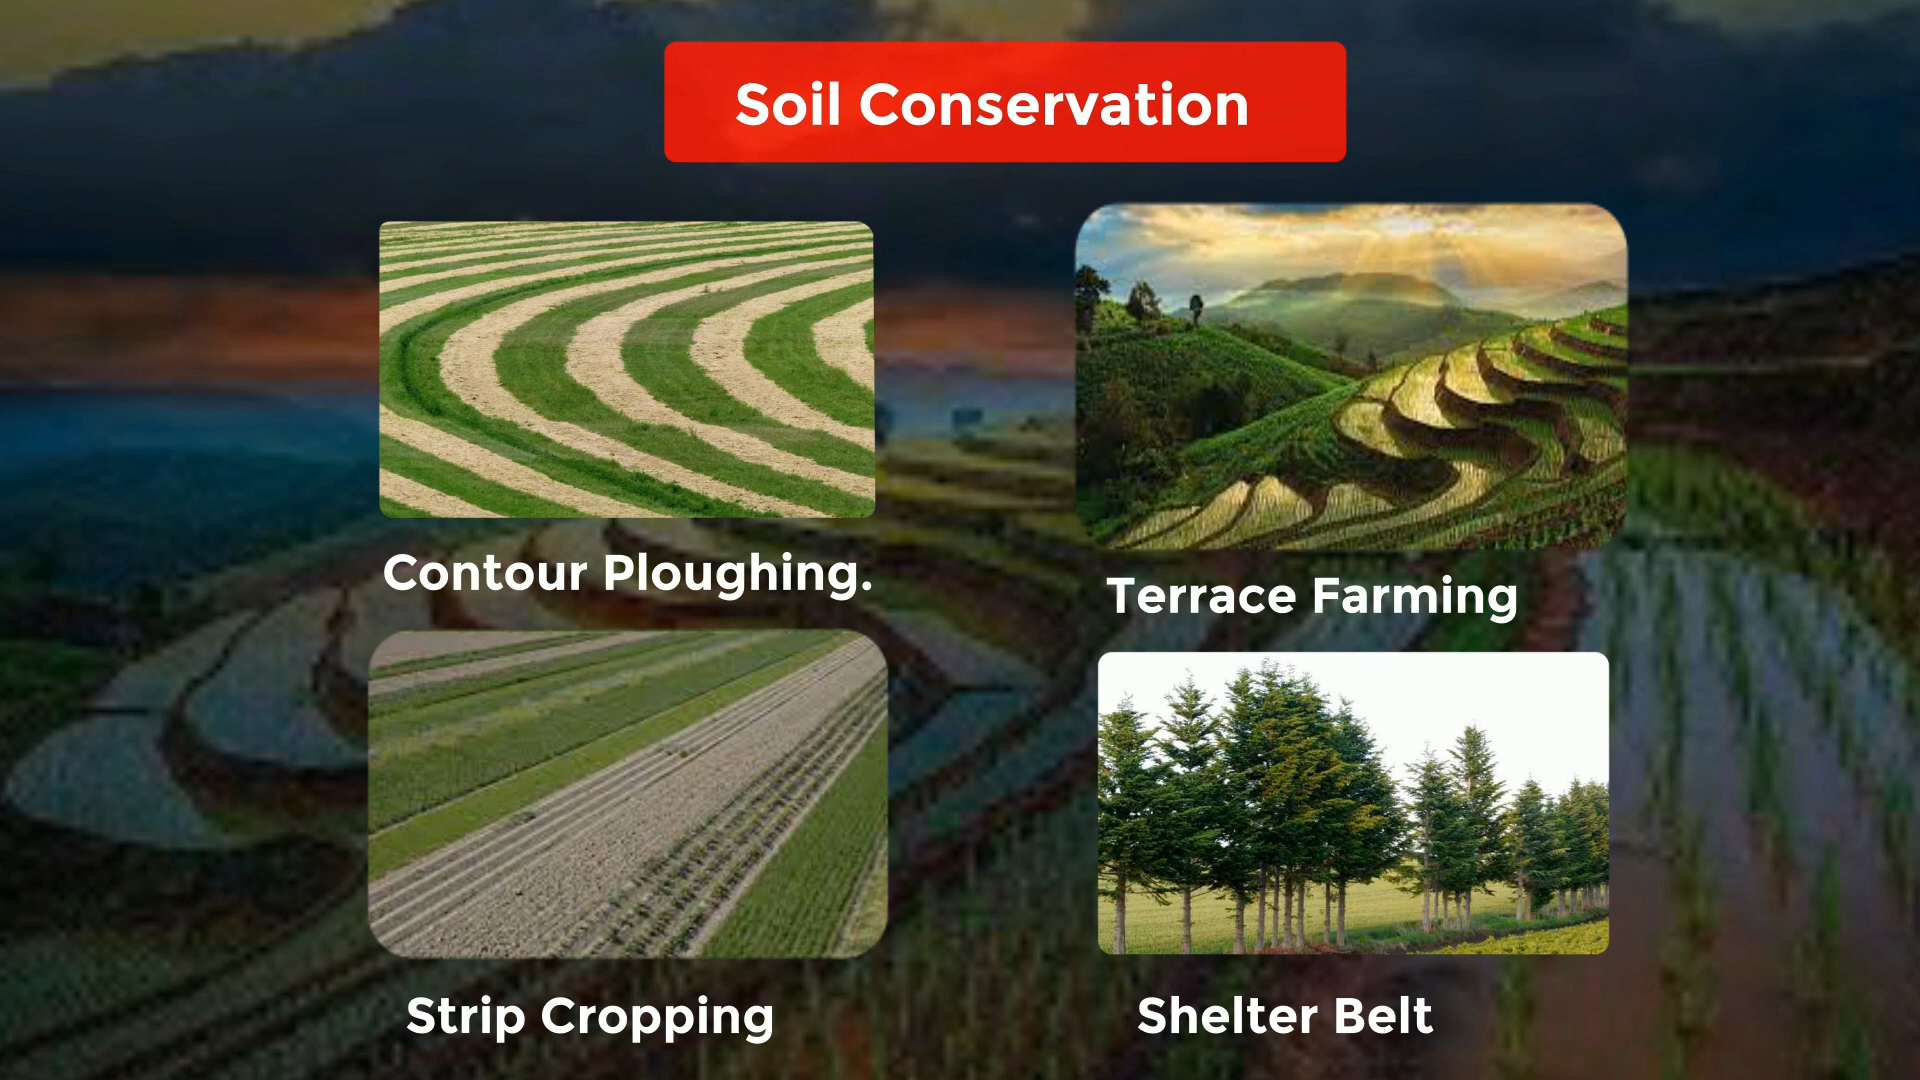 Soil Conservation
Contour Ploughing.
Terrace Farming
Strip Cropping
Shelter Belt